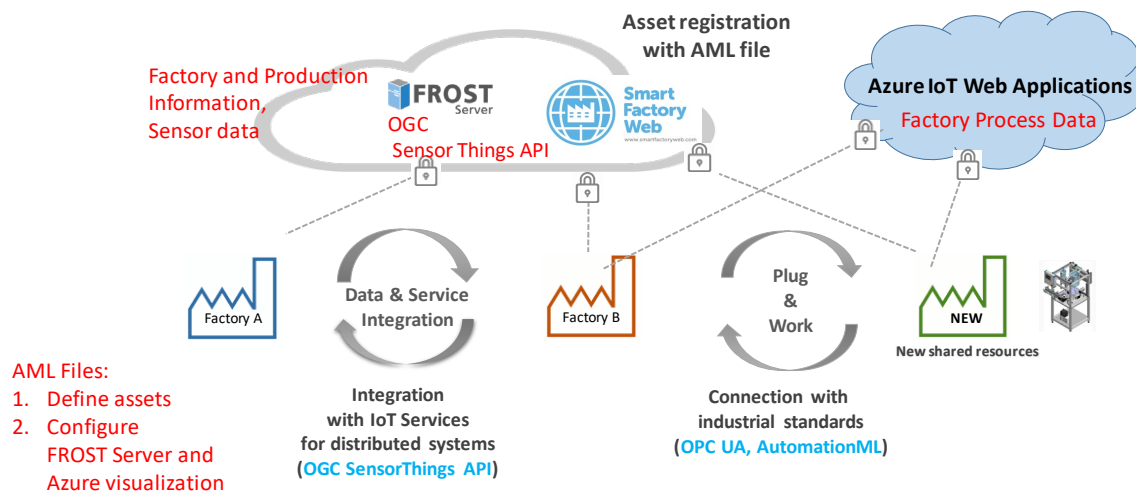 Asset registration
with AML file
Factory and Production
Information,
Sensor data
FROST
Server
OGC
Sensor Things API
Smart
Factory
Web
www.smartfactoryweb.com
Azure IoT Web Applications
Factory Process Data
Factory A
Data & Service
Integration
Factory B
Plug
&
Work
NEW
New shared resources
AML Files:
1. Define assets
2. Configure
FROST Server and
Azure visualization
Integration
with IoT Services
for distributed systems
(OGC SensorThings API)
Connection with
industrial standards
(OPC UA, AutomationML)